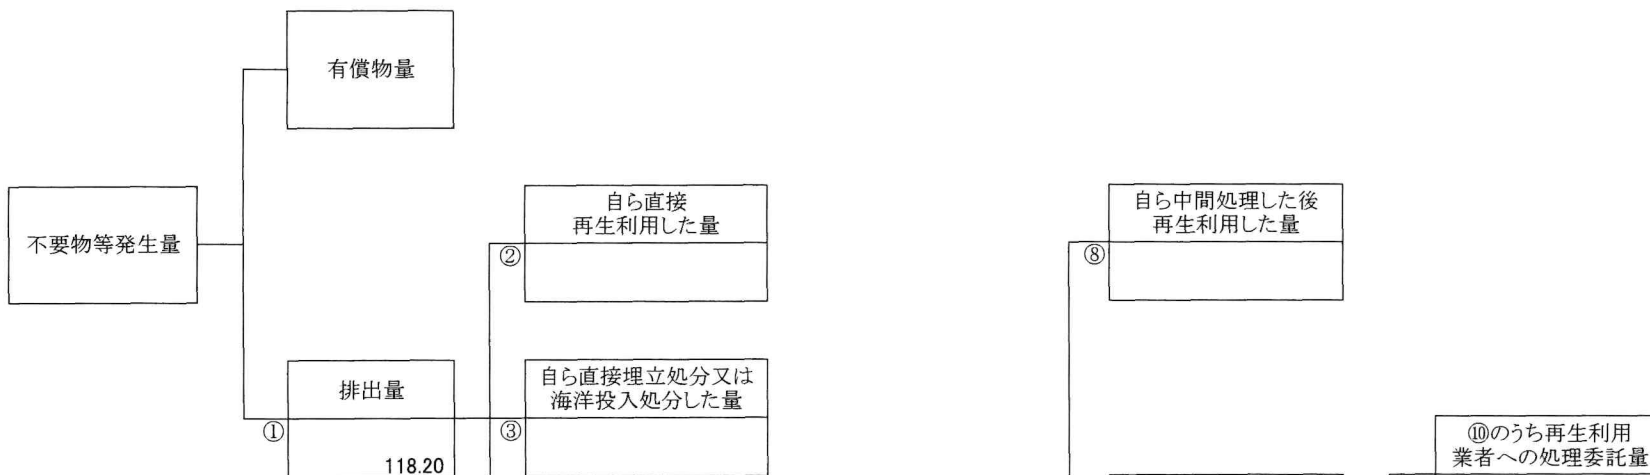 有償物量
不要物等発生量
自ら直接
再生利用した量
②
自ら中間処理した後
再生利用した量
⑧
排出量
①
118.20
自ら直接埋立処分又は
海洋投入処分した量
③
⑩のうち再生利用
業者への処理委託量